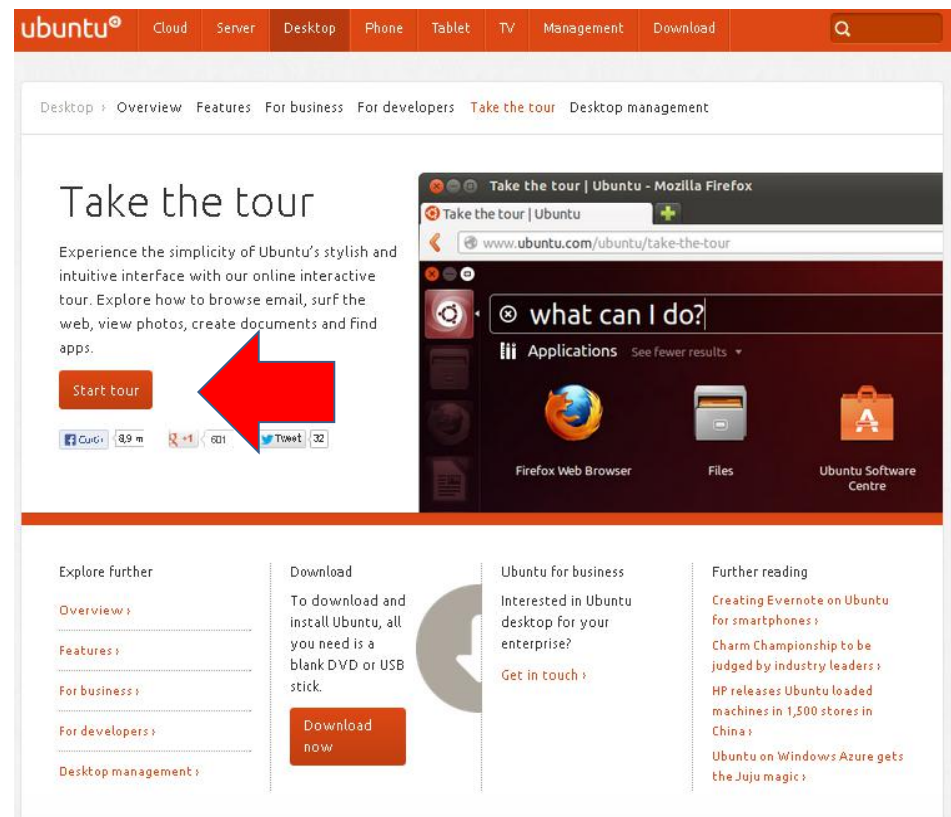 ubuntu Cloud Server Desktop Phone Tablet TV Management Download
Desktop › Overview Features For business For developers Take the tour Desktop management
Take the tour
Experience the simplicity of Ubuntu's stylish and
intuitive interface with our online interactive
tour. Explore how to browse email, surf the
web, view photos, create documents and find
apps.
Start tour
8,9 m
+1
601
Tweet
32
Take the tour | Ubuntu - Mozilla Firefox
Take the tour | Ubuntu
www.ubuntu.com/ubuntu/take-the-tour
what can I do?
Applications See fewer results
Firefox Web Browser
Files
Ubuntu Software
Centre
Explore further
Overview ›
Features ›
For business ›
For developers ›
Desktop management ›
Download
To download and
install Ubuntu, all
you need is a
blank DVD or USB
stick.
Download
now
Ubuntu for business
Interested in Ubuntu
desktop for your
enterprise?
Get in touch ›
Further reading
Creating Evernote on Ubuntu
for smartphones ›
Charm Championship to be
judged by industry leaders ›
HP releases Ubuntu loaded
machines in 1,500 stores in
China ›
Ubuntu on Windows Azure gets
the Juju magic ›